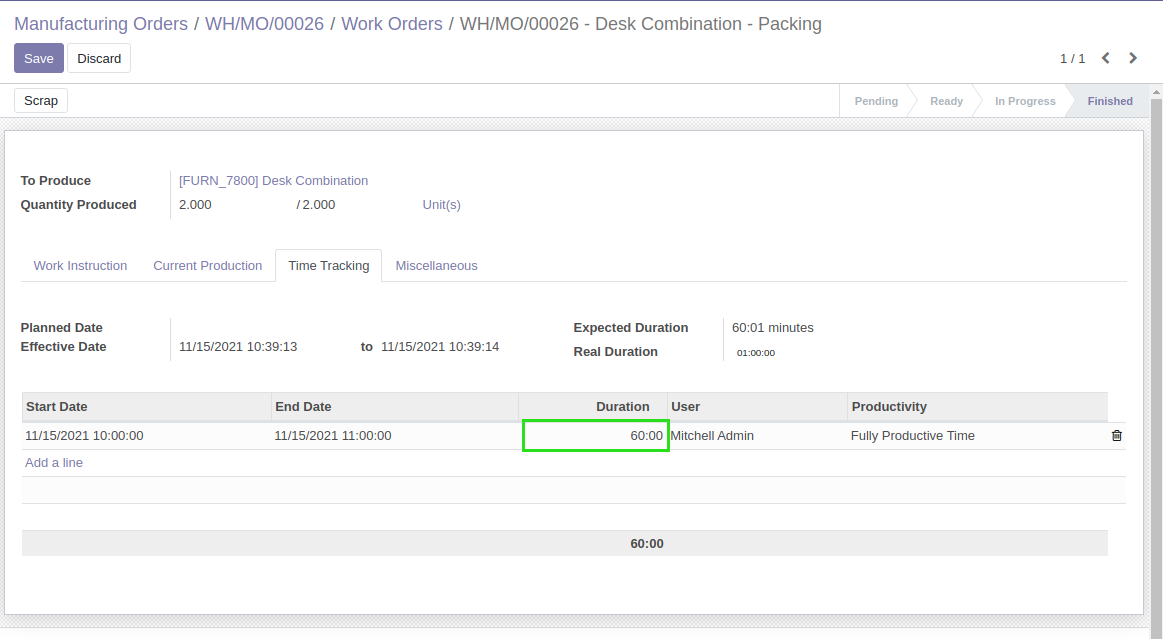 Manufacturing Orders / WH/MO/00026 / Work Orders / WH/MO/00026 - Desk Combination - Packing
Save Discard 1 / 1
Scrap Pending Ready In Progress Finished
To Produce [FURN_7800] Desk Combination
Quantity Produced 2.000 / 2.000 Unit(s)
Work Instruction Current Production Time Tracking Miscellaneous
Planned Date Expected Duration 60:01 minutes
Effective Date 11/15/2021 10:39:13 to 11/15/2021 10:39:14
Real Duration 01:00:00
Start Date End Date Duration User Productivity
11/15/2021 10:00:00 11/15/2021 11:00:00 60:00 Mitchell Admin Fully Productive Time
Add a line
60:00